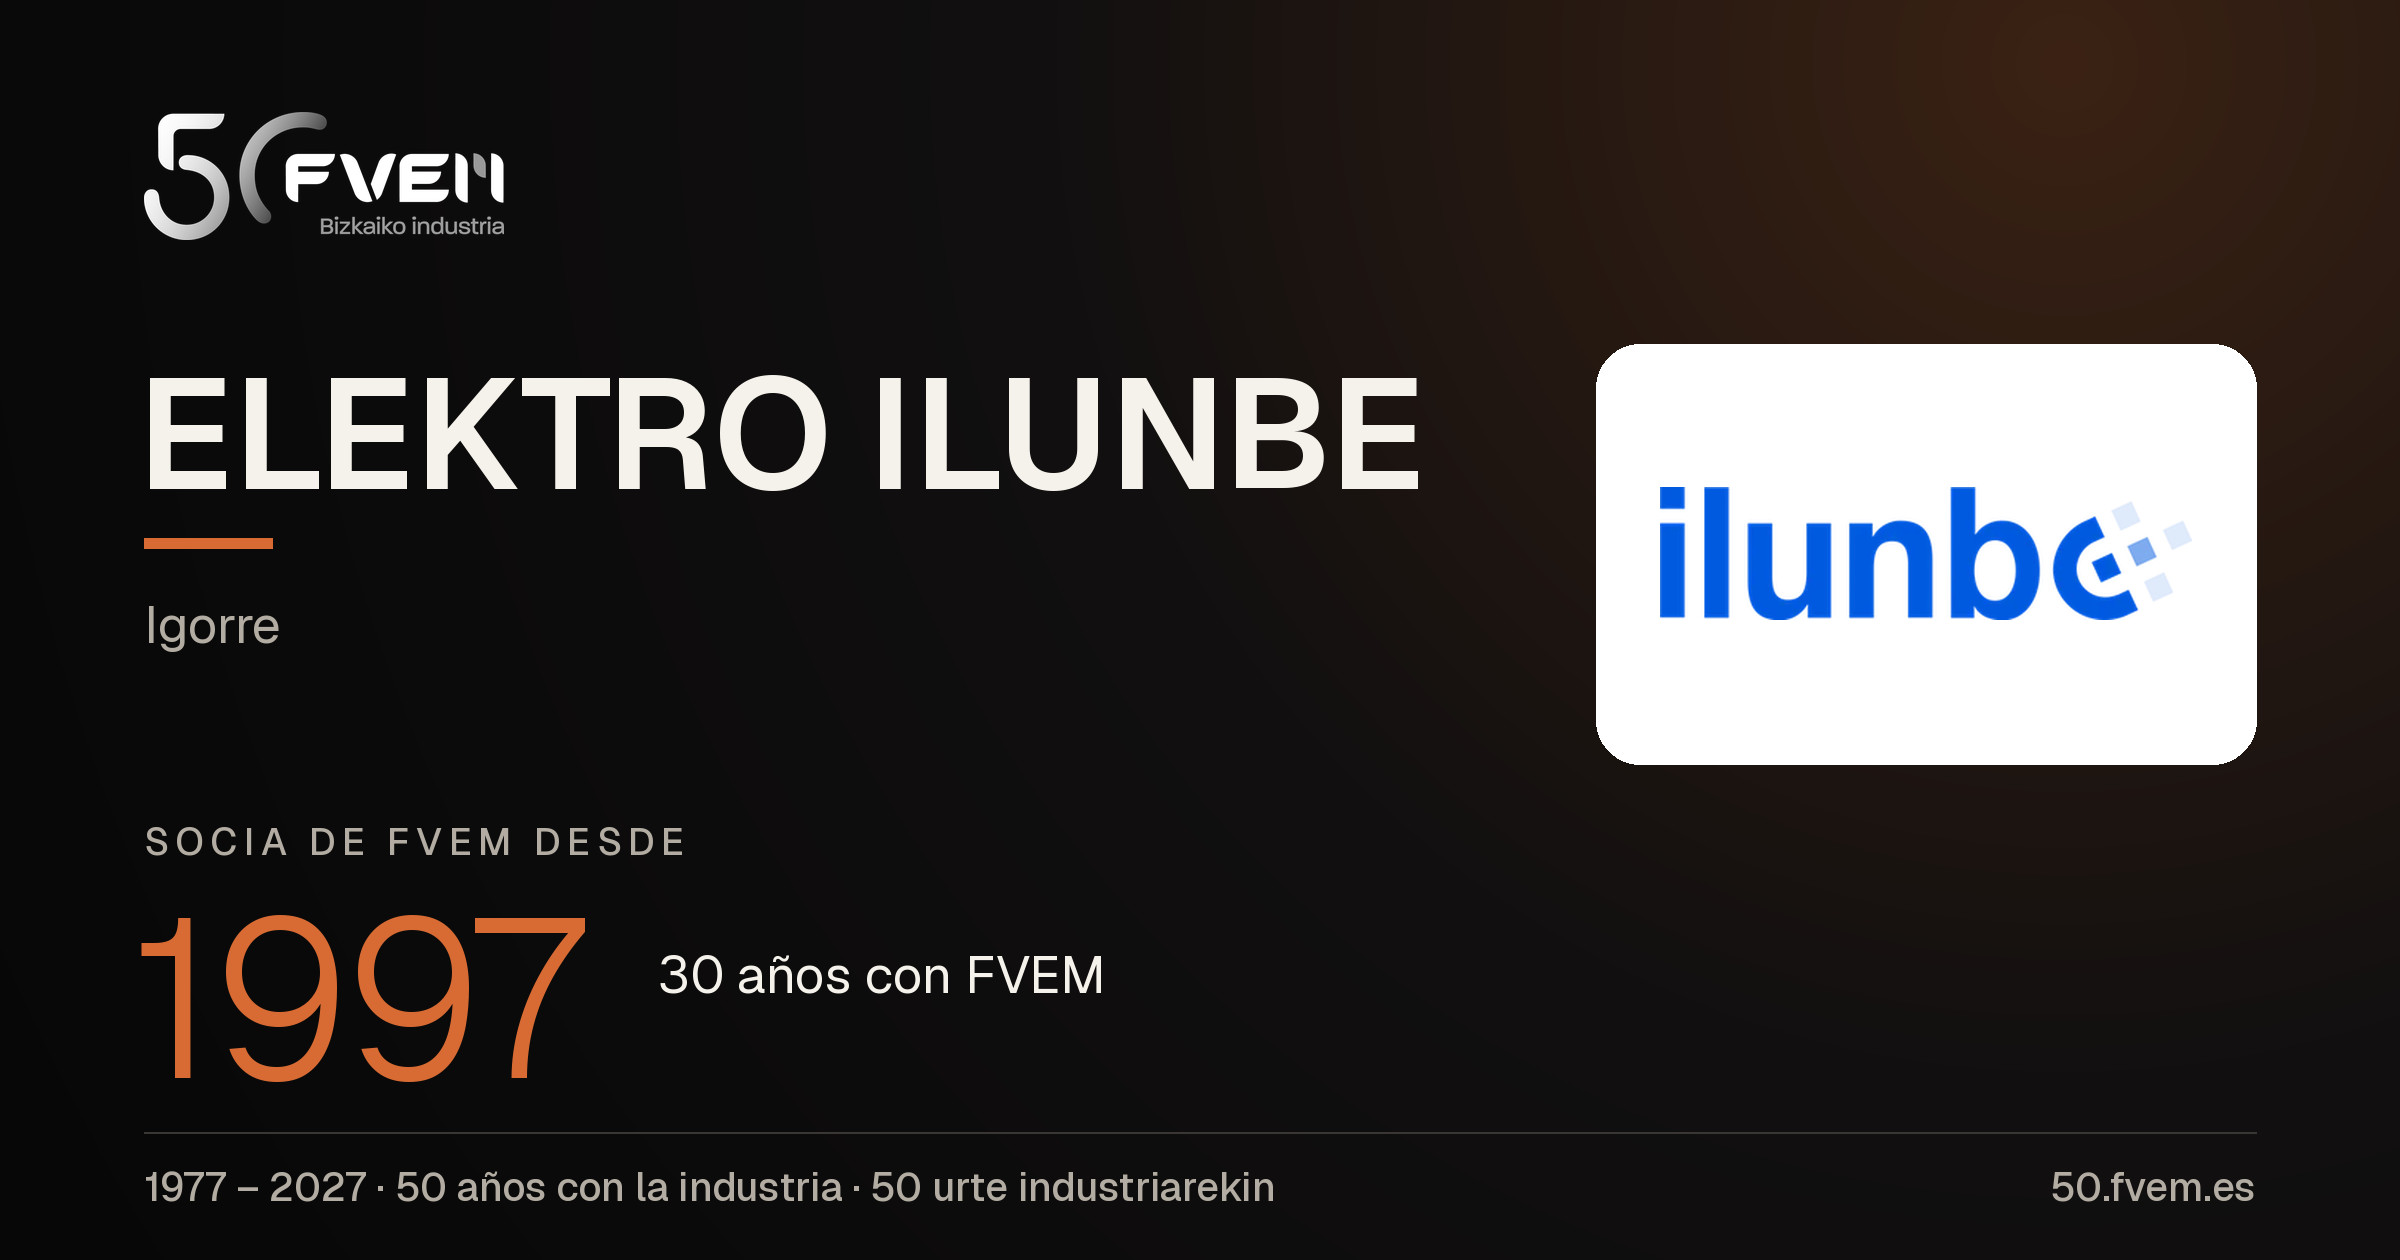 50 FVEM
Bizkaiko industria
ELEKTRO ILUNBE
ilunbe
Igorre
SOCIA DE FVEM DESDE
1997
30 años con FVEM
1977 – 2027 · 50 años con la industria · 50 urte industriarekin
50.fvem.es